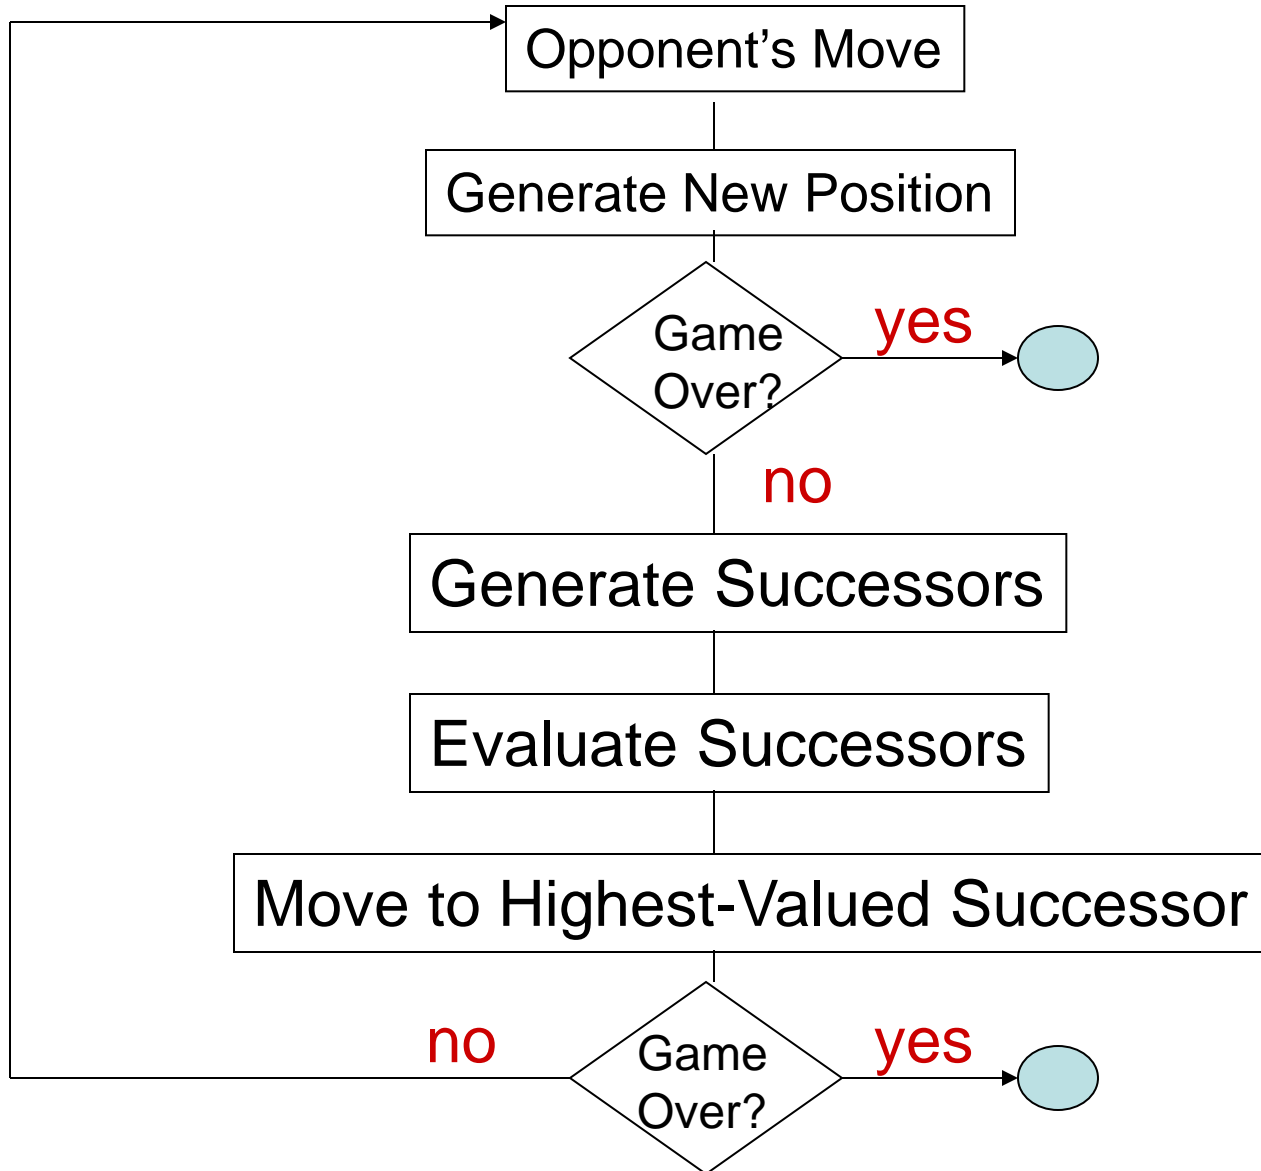 Opponent’s Move
Generate New Position
Game
Over?
yes
no
Generate Successors
Evaluate Successors
Move to Highest-Valued Successor
no
Game
Over?
yes